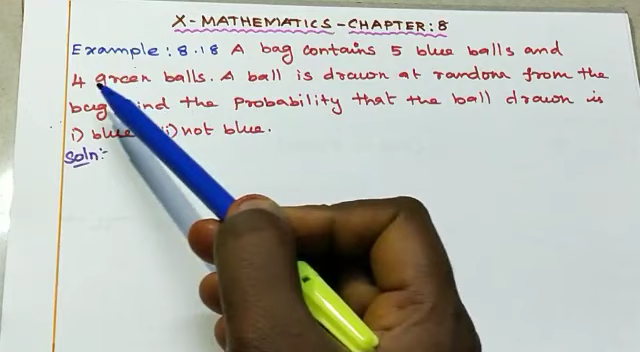 X-MATHEMATICS-CHAPTER:8
Example: 8.18 A bag contains 5 blue balls and
4 green balls. A ball is drawn at random from the
bag. Find the probability that the ball drawn is
i) blue ii) not blue.
Soln:-